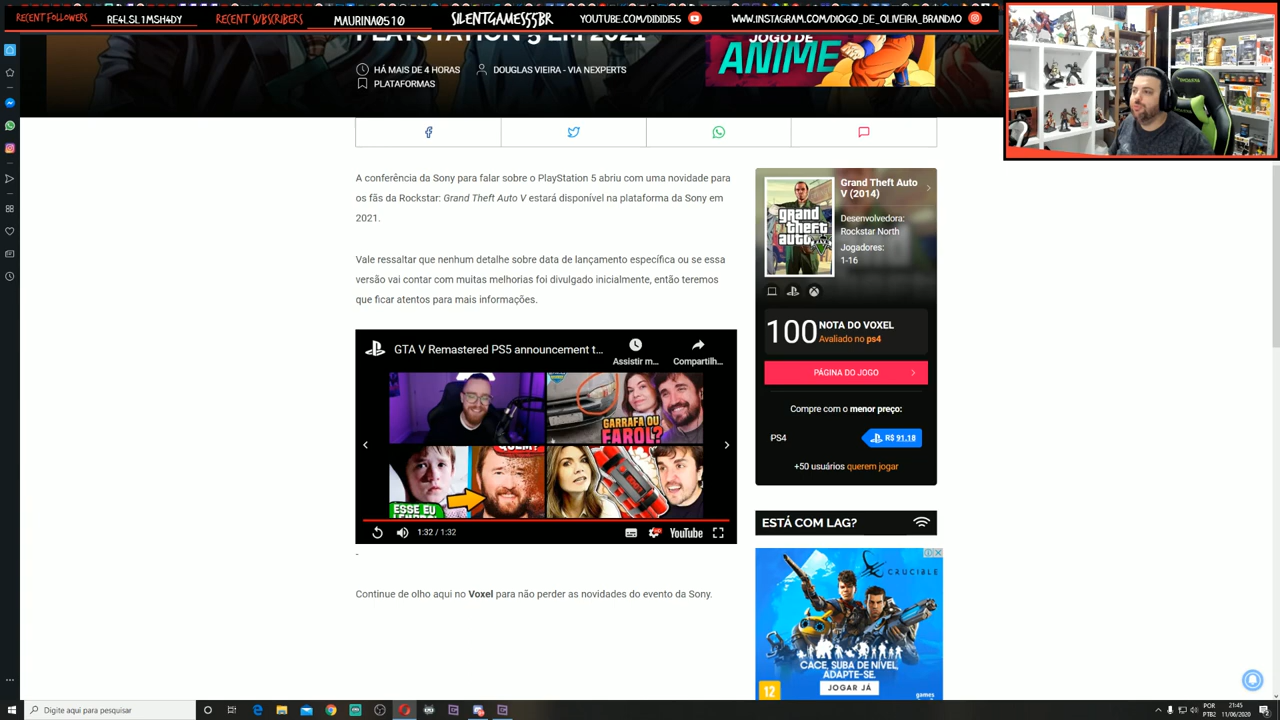 RECENT FOLLOWERS RE4LSL1MSH4DY RECENT SUBSCRIBERS MAURINA0510 SILENTGAMES55BR YOUTUBE.COM/DIDIDI55 WWW.INSTAGRAM.COM/DIOGO_DE_OLIVEIRA_BRANDAO
PLAYSTATION 5 EM 2021
HÁ MAIS DE 4 HORAS DOUGLAS VIEIRA - VIA NEXPERTS
PLATAFORMAS
JOGO DE
ANIME
A conferência da Sony para falar sobre o PlayStation 5 abriu com uma novidade para
os fãs da Rockstar: Grand Theft Auto V estará disponível na plataforma da Sony em
2021.
Vale ressaltar que nenhum detalhe sobre data de lançamento específica ou se essa
versão vai contar com muitas melhorias foi divulgado inicialmente, então teremos
que ficar atentos para mais informações.
GTA V Remastered PS5 announcement t...
Assistir m...
Compartilh...
GARRAFA OU
FAROL?
QUEM?
ESSE EU
1:32 / 1:32
YouTube
-
Continue de olho aqui no Voxel para não perder as novidades do evento da Sony.
grand
theft
auto
Grand Theft Auto
V (2014)
Desenvolvedora:
Rockstar North
Jogadores:
1-16
100 NOTA DO VOXEL
Avaliado no ps4
PÁGINA DO JOGO
Compre com o menor preço:
PS4 R$ 91.18
+50 usuários querem jogar
ESTÁ COM LAG?
CRUCIBLE
CACE, SUBA DE NÍVEL,
ADAPTE-SE.
JOGAR JÁ
12
games
Digite aqui para pesquisar
POR
PTB2
21:45
11/06/2020